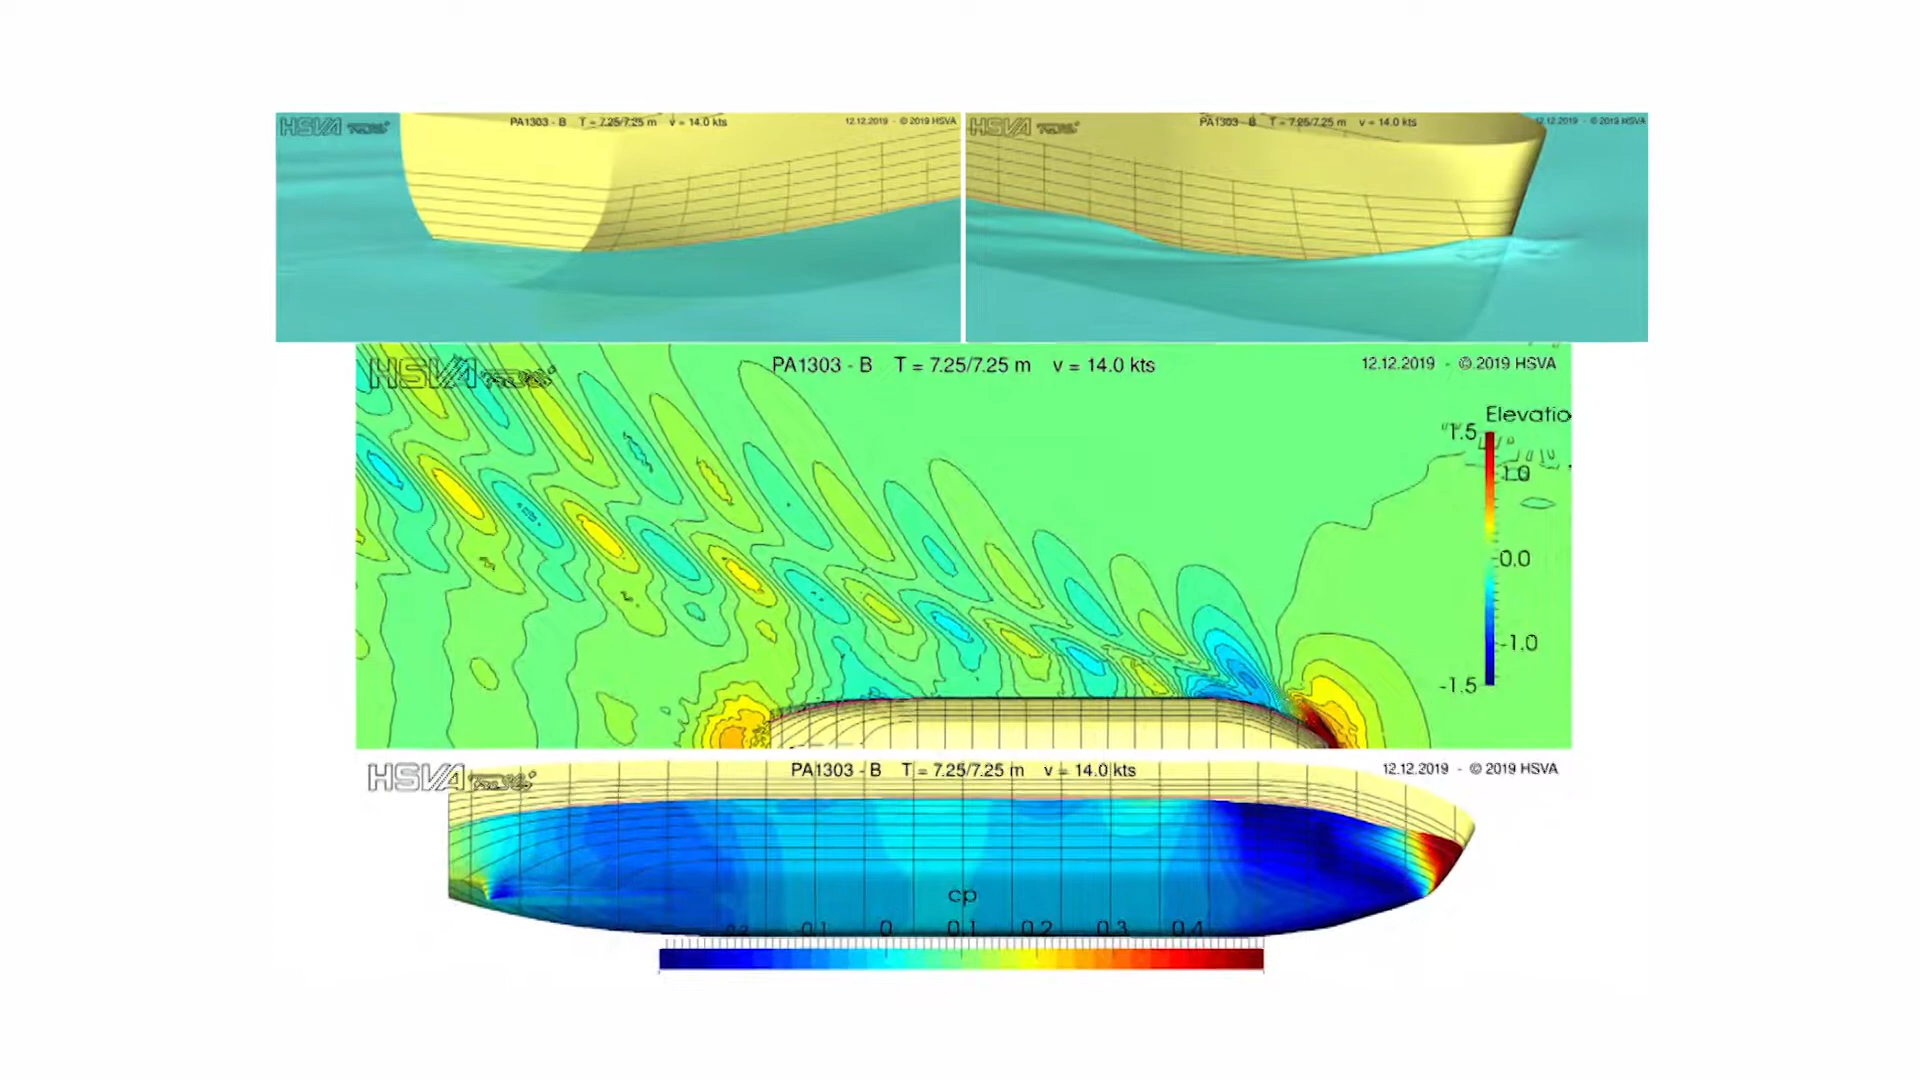 HSVA PA1303 - B T = 7.25/7.25 m v = 14.0 kts 12.12.2019 - © 2019 HSVA
HSVA PA1303 - B T = 7.25/7.25 m v = 14.0 kts 12.12.2019 - © 2019 HSVA
HSVA PA1303 - B T = 7.25/7.25 m v = 14.0 kts 12.12.2019 - © 2019 HSVA
Elevatio
1.5
1.0
0.0
-1.0
-1.5
HSVA PA1303 - B T = 7.25/7.25 m v = 14.0 kts 12.12.2019 - © 2019 HSVA
cp
-0.2 -0.1 0 0.1 0.2 0.3 0.4